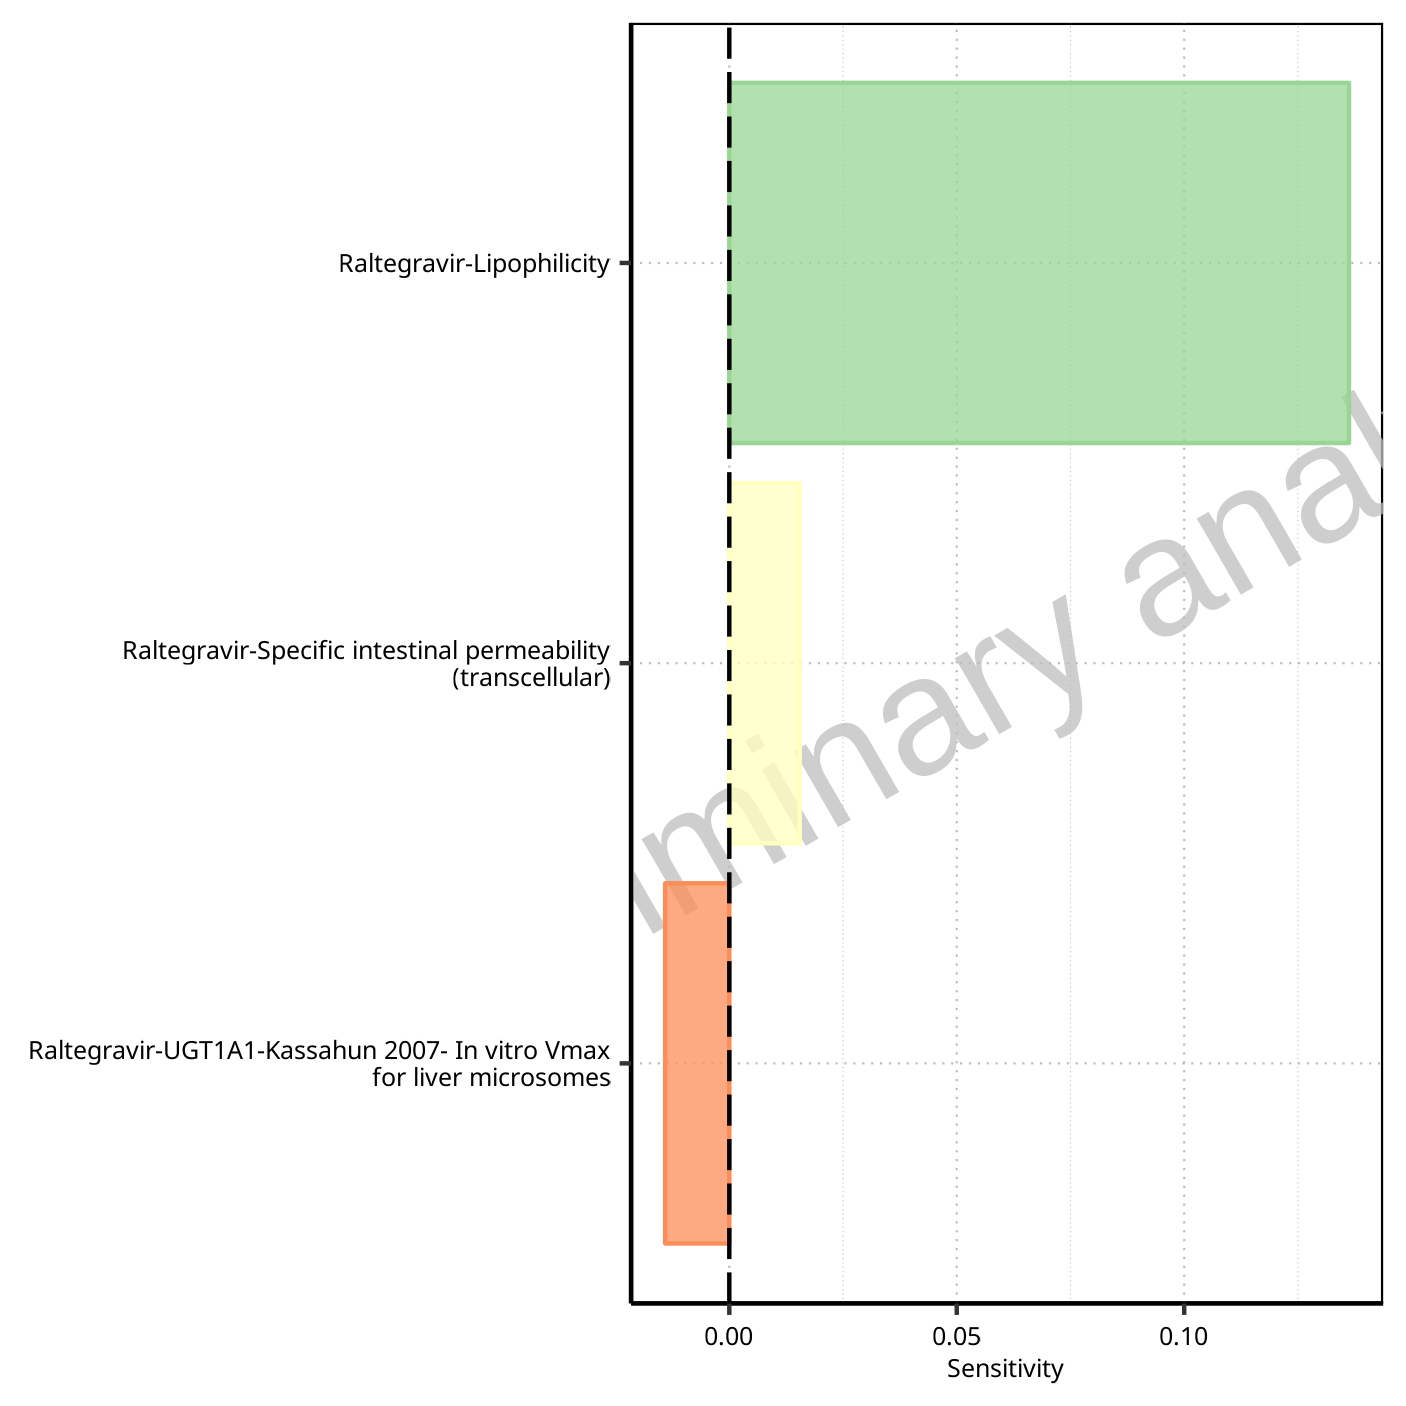 Raltegravir-Lipophilicity
Raltegravir-Specific intestinal permeability
(transcellular)
Raltegravir-UGT1A1-Kassahun 2007- In vitro Vmax
for liver microsomes
minary anal
0.00 0.05 0.10
Sensitivity